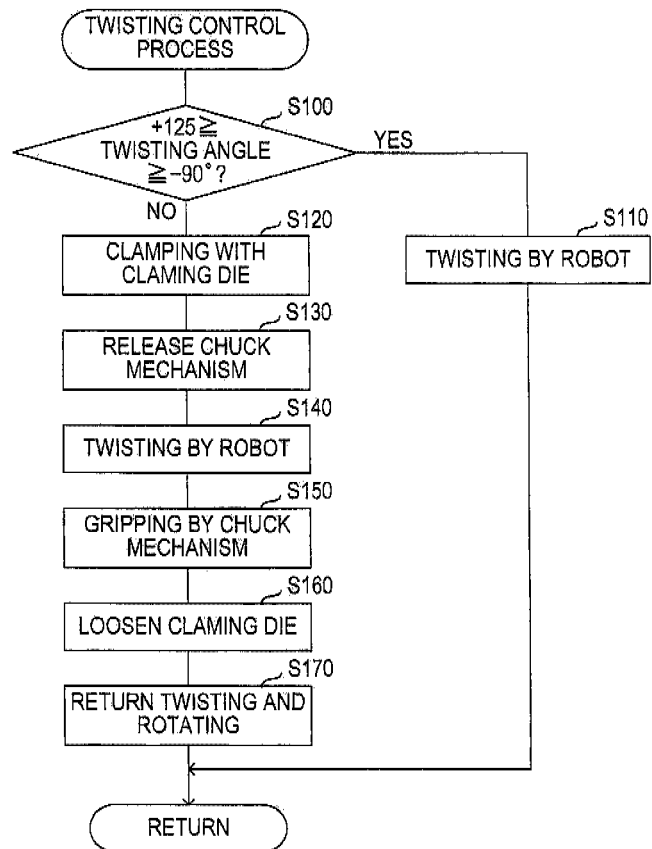 TWISTING CONTROL
PROCESS
S100
+125≧
TWISTING ANGLE
≧-90°?
YES
NO
S120
CLAMPING WITH
CLAMING DIE
S110
TWISTING BY ROBOT
S130
RELEASE CHUCK
MECHANISM
S140
TWISTING BY ROBOT
S150
GRIPPING BY CHUCK
MECHANISM
S160
LOOSEN CLAMING DIE
S170
RETURN TWISTING AND
ROTATING
RETURN